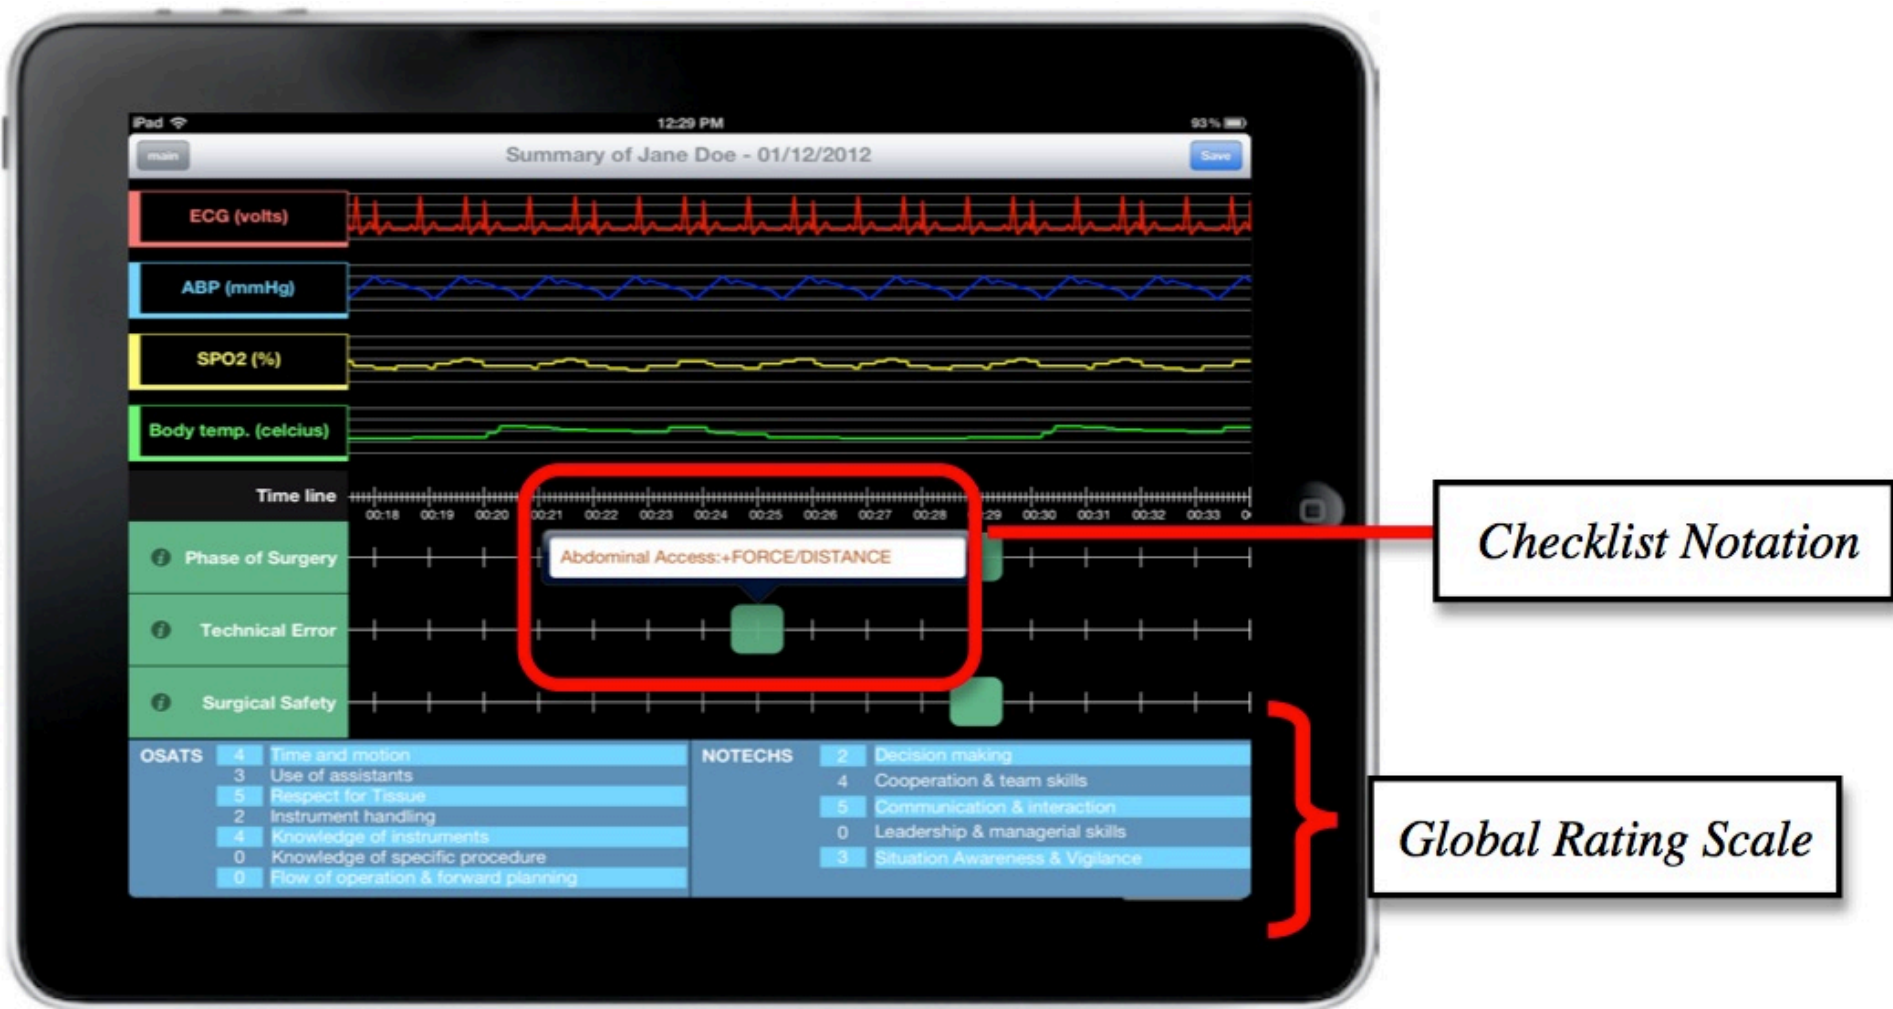 iPad 12:29 PM 93%
main Summary of Jane Doe - 01/12/2012 Save
ECG (volts)
ABP (mmHg)
SPO2 (%)
Body temp. (celcius)
Time line
00:18 00:19 00:20 00:21 00:22 00:23 00:24 00:25 00:26 00:27 00:28 00:29 00:30 00:31 00:32 00:33 0
Phase of Surgery
Abdominal Access:+FORCE/DISTANCE
Technical Error
Surgical Safety
OSATS 4 Time and motion
3 Use of assistants
5 Respect for Tissue
2 Instrument handling
4 Knowledge of instruments
0 Knowledge of specific procedure
0 Flow of operation & forward planning
NOTECHS 2 Decision making
4 Cooperation & team skills
5 Communication & interaction
0 Leadership & managerial skills
3 Situation Awareness & Vigilance
Checklist Notation
Global Rating Scale